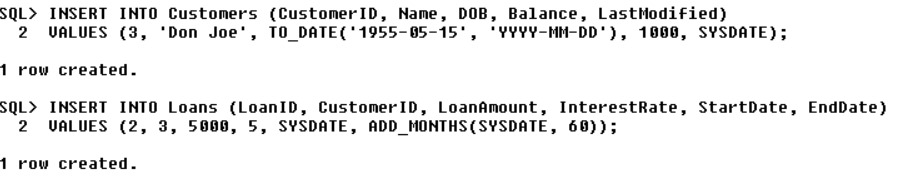 SQL> INSERT INTO Customers (CustomerID, Name, DOB, Balance, LastModified)
  2  VALUES (3, 'Don Joe', TO_DATE('1955-05-15', 'YYYY-MM-DD'), 1000, SYSDATE);
1 row created.
SQL> INSERT INTO Loans (LoanID, CustomerID, LoanAmount, InterestRate, StartDate, EndDate)
  2  VALUES (2, 3, 5000, 5, SYSDATE, ADD_MONTHS(SYSDATE, 60));
1 row created.